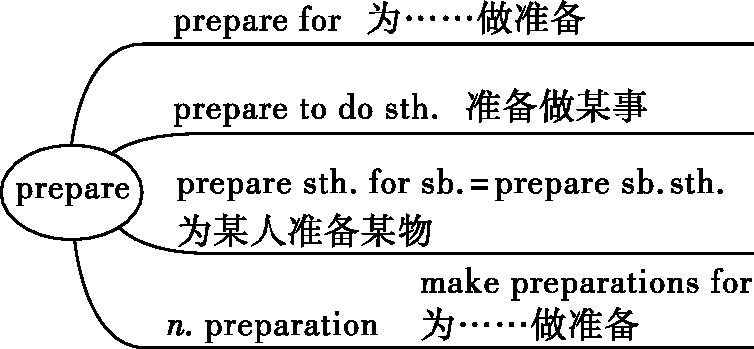 prepare for 为……做准备
prepare to do sth. 准备做某事
prepare
prepare sth. for sb.=prepare sb. sth.
为某人准备某物
make preparations for
n. preparation 为……做准备